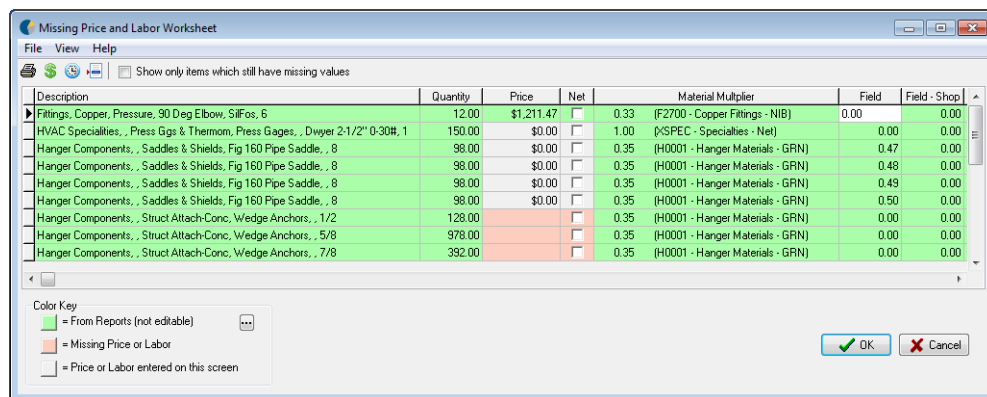 Missing Price and Labor Worksheet
File View Help
Show only items which still have missing values
Description Quantity Price Net Material Multplier Field Field - Shop
Fittings, Copper, Pressure, 90 Deg Elbow, SilFos, 6 12.00 $1,211.47 0.33 (F2700 - Copper Fittings - NIB) 0.00 0.00
HVAC Specialities, , Press Ggs & Thermom, Press Gages, , Dwyer 2-1/2" 0-30#, 1 150.00 $0.00 1.00 (XSPEC - Specialties - Net) 0.00 0.00
Hanger Components, , Saddles & Shields, Fig 160 Pipe Saddle, , 8 98.00 $0.00 0.35 (H0001 - Hanger Materials - GRN) 0.47 0.00
Hanger Components, , Saddles & Shields, Fig 160 Pipe Saddle, , 8 98.00 $0.00 0.35 (H0001 - Hanger Materials - GRN) 0.48 0.00
Hanger Components, , Saddles & Shields, Fig 160 Pipe Saddle, , 8 98.00 $0.00 0.35 (H0001 - Hanger Materials - GRN) 0.49 0.00
Hanger Components, , Saddles & Shields, Fig 160 Pipe Saddle, , 8 98.00 $0.00 0.35 (H0001 - Hanger Materials - GRN) 0.50 0.00
Hanger Components, , Struct Attach-Conc, Wedge Anchors, , 1/2 128.00 0.35 (H0001 - Hanger Materials - GRN) 0.00 0.00
Hanger Components, , Struct Attach-Conc, Wedge Anchors, , 5/8 978.00 0.35 (H0001 - Hanger Materials - GRN) 0.00 0.00
Hanger Components, , Struct Attach-Conc, Wedge Anchors, , 7/8 392.00 0.35 (H0001 - Hanger Materials - GRN) 0.00 0.00
Color Key
= From Reports (not editable) ...
= Missing Price or Labor
= Price or Labor entered on this screen
OK Cancel